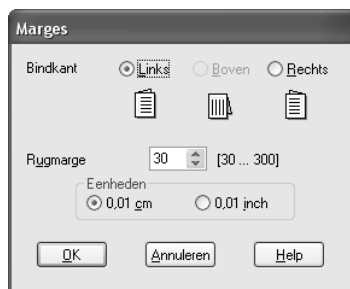 Marges
Bindkant Links Boven Rechts
Rugmarge 30 [30 ... 300]
Eenheden
0,01 cm 0,01 inch
OK Annuleren Help